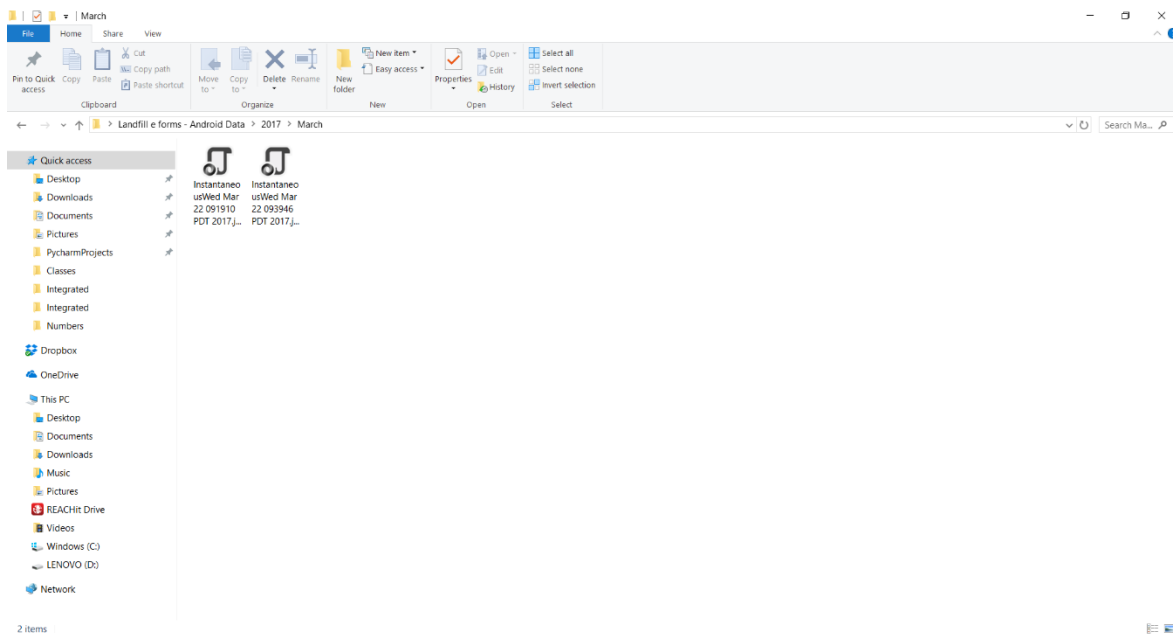 March
File Home Share View
Pin to Quick access
Copy
Paste
Cut
Copy path
Paste shortcut
Clipboard
Move to
Copy to
Delete
Rename
Organize
New folder
New item
Easy access
New
Properties
Open
Edit
History
Open
Select all
Select none
Invert selection
Select
Landfill e forms - Android Data > 2017 > March
Search Ma...
Quick access
Desktop
Downloads
Documents
Pictures
PycharmProjects
Classes
Integrated
Integrated
Numbers
Dropbox
OneDrive
This PC
Desktop
Documents
Downloads
Music
Pictures
REACHit Drive
Videos
Windows (C:)
LENOVO (D:)
Network
Instantaneo
usWed Mar
22 091910
PDT 2017.j...
Instantaneo
usWed Mar
22 093946
PDT 2017.j...
2 items